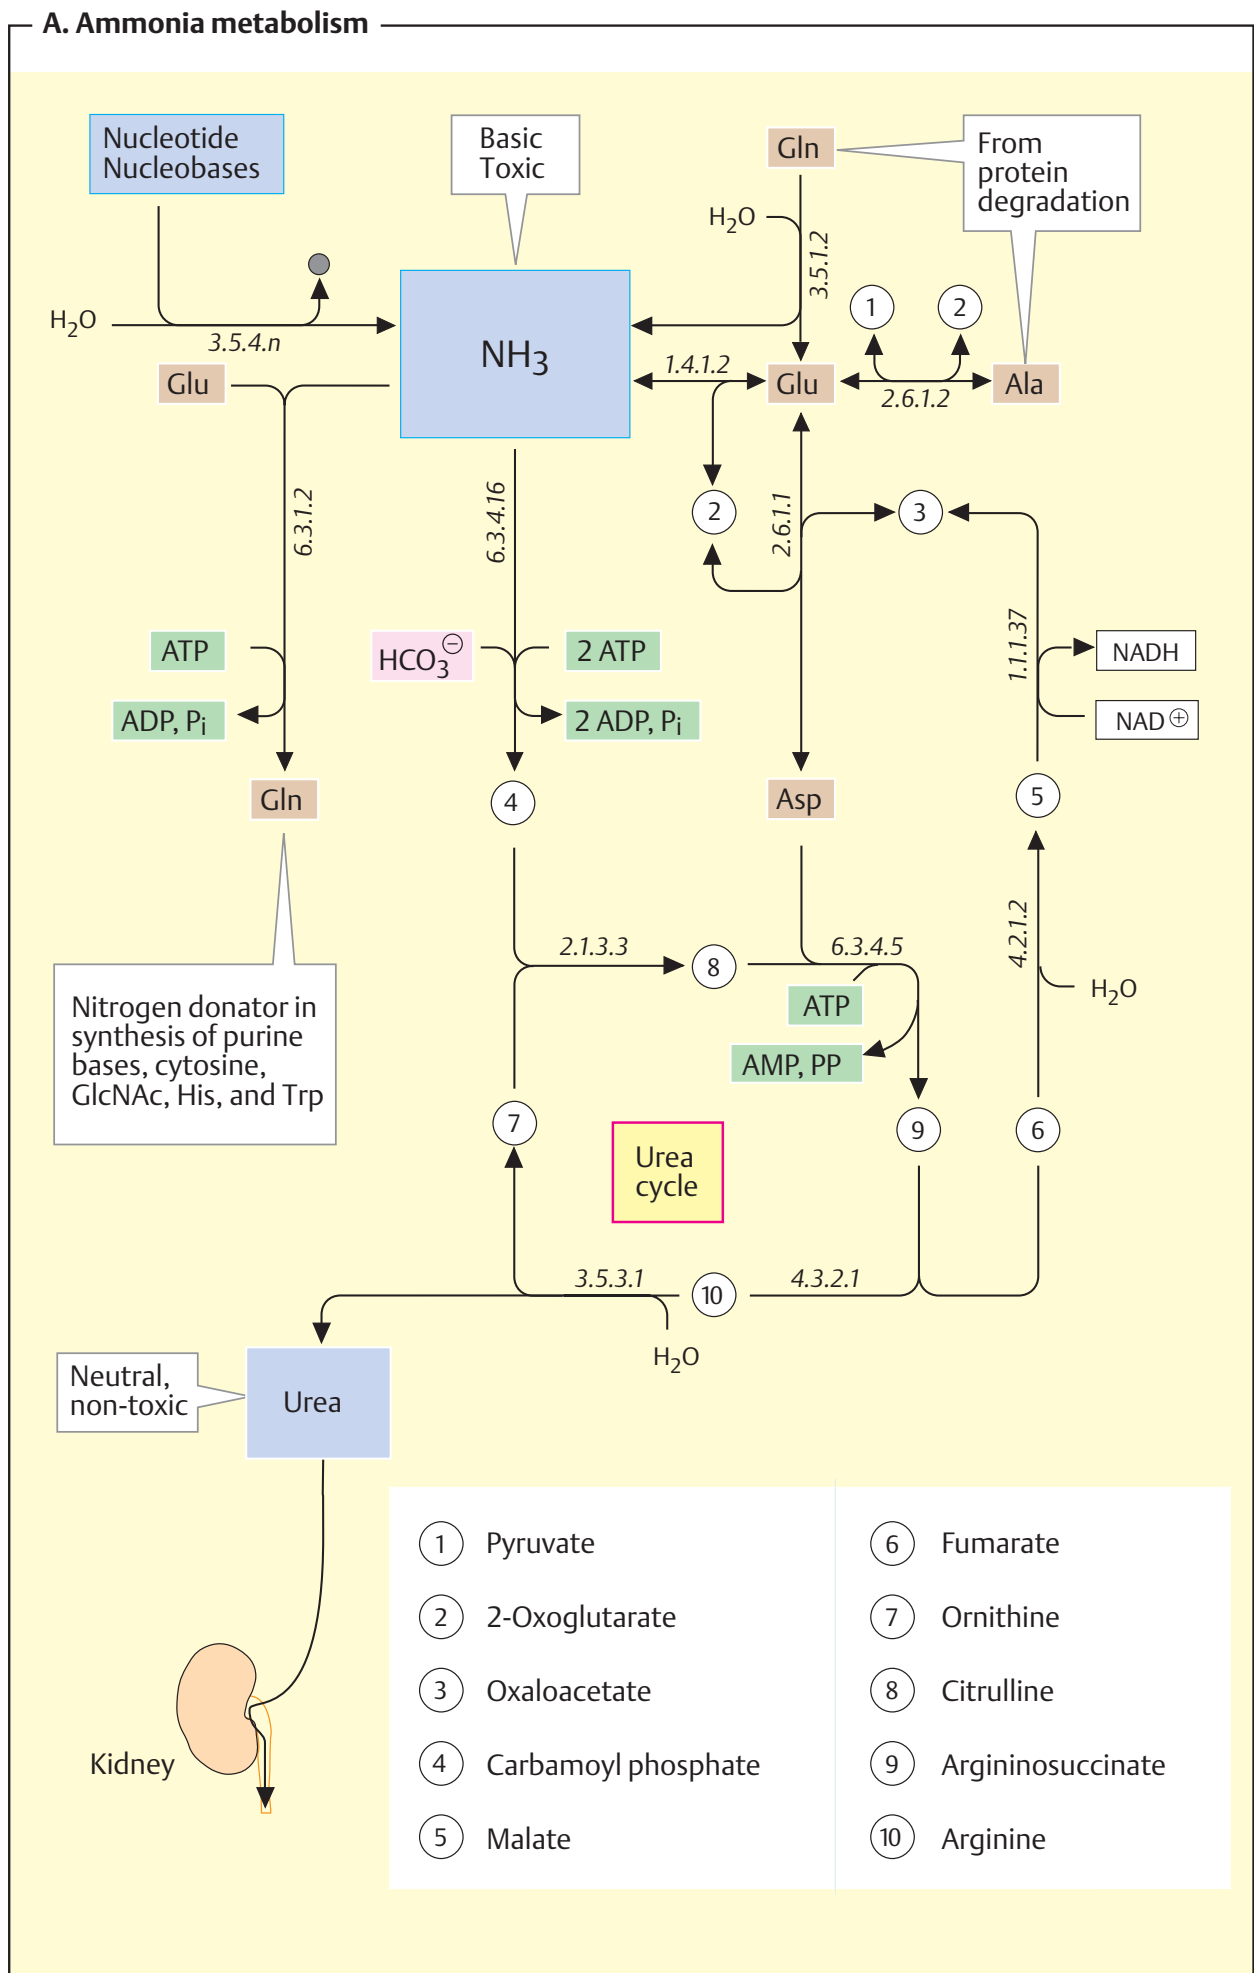 A. Ammonia metabolism
Nucleotide
Nucleobases
Basic
Toxic
Gln
From
protein
degradation
H₂O
3.5.1.2
H₂O
3.5.4.n
NH₃
1
2
1.4.1.2
Glu
2.6.1.2
Ala
Glu
6.3.1.2
6.3.4.16
2
2.6.1.1
3
1.1.1.37
ATP
HCO₃⊖
2 ATP
NADH
ADP, Pi
2 ADP, Pi
NAD⊕
Gln
4
Asp
5
4.2.1.2
2.1.3.3
8
6.3.4.5
H₂O
ATP
AMP, PP
Nitrogen donator in
synthesis of purine
bases, cytosine,
GlcNAc, His, and Trp
7
Urea
cycle
9
6
3.5.3.1
10
4.3.2.1
H₂O
Neutral,
non-toxic
Urea
Kidney
1 Pyruvate
2 2-Oxoglutarate
3 Oxaloacetate
4 Carbamoyl phosphate
5 Malate
6 Fumarate
7 Ornithine
8 Citrulline
9 Argininosuccinate
10 Arginine